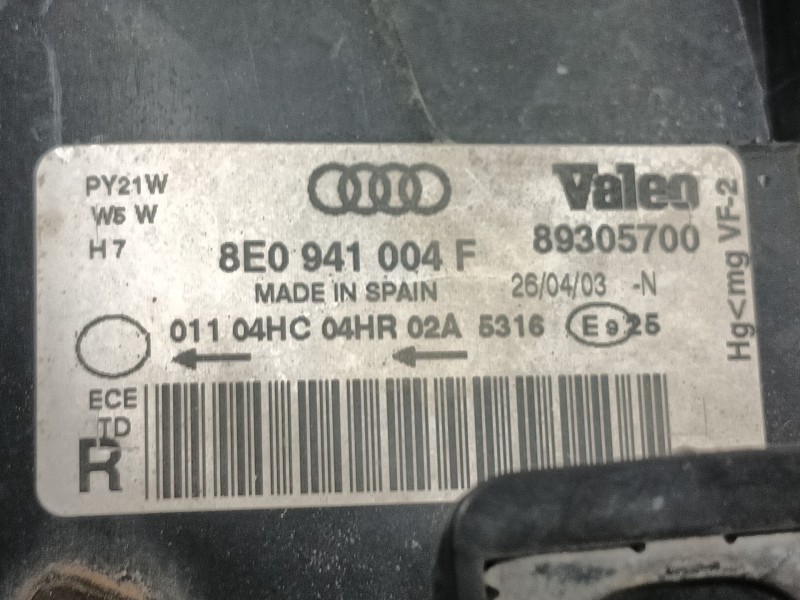 PY21W
W5 W
H7
Valeo
8E0 941 004 F
89305700
MADE IN SPAIN
26/04/03 -N
011 04HC 04HR 02A 5316 E9 25
ECE
TD
R
Hg<mg VF-2